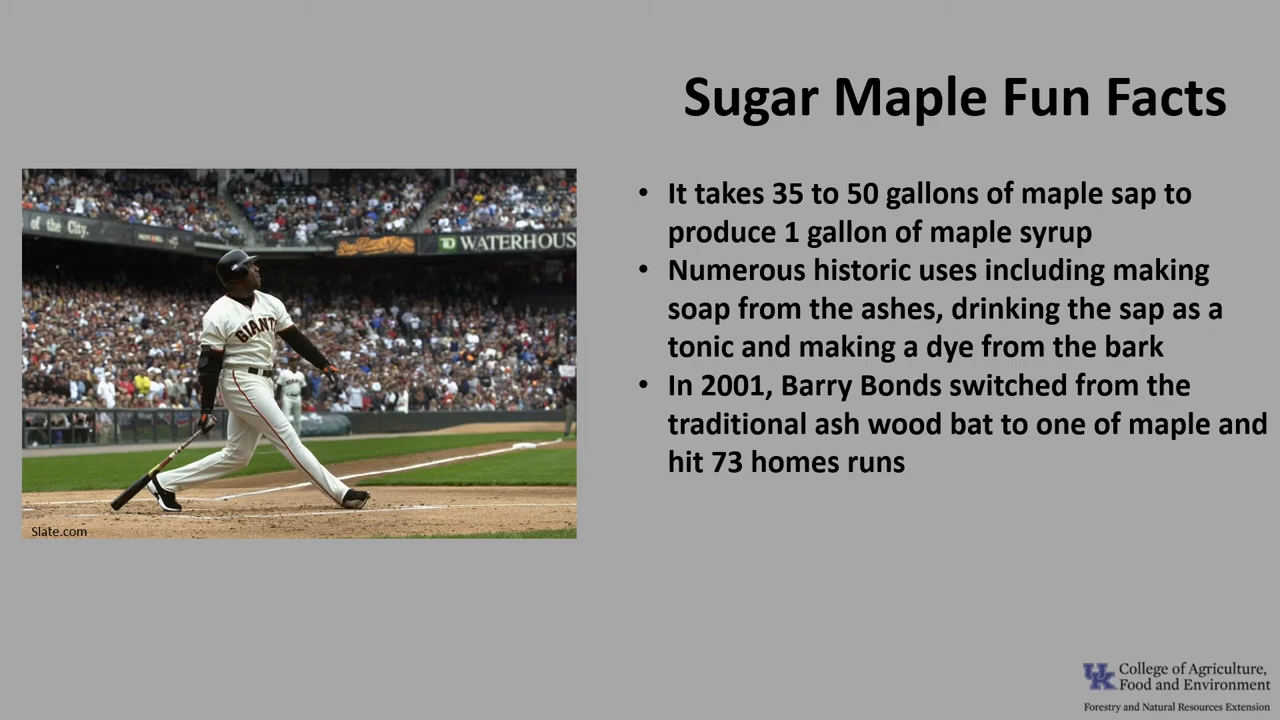 Sugar Maple Fun Facts
• It takes 35 to 50 gallons of maple sap to
produce 1 gallon of maple syrup
• Numerous historic uses including making
soap from the ashes, drinking the sap as a
tonic and making a dye from the bark
• In 2001, Barry Bonds switched from the
traditional ash wood bat to one of maple and
hit 73 homes runs
of the City.
TD WATERHOUS
GIANT
Slate.com
UK College of Agriculture,
Food and Environment
Forestry and Natural Resources Extension